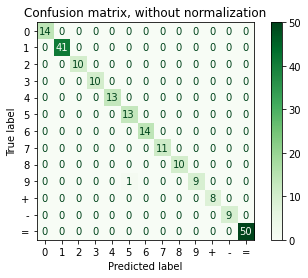 Confusion matrix, without normalization
0 14 0 0 0 0 0 0 0 0 0 0 0 0
1 0 41 0 0 0 0 0 0 0 0 0 0 0
2 0 0 10 0 0 0 0 0 0 0 0 0 0
3 0 0 0 10 0 0 0 0 0 0 0 0 0
4 0 0 0 0 13 0 0 0 0 0 0 0 0
5 0 0 0 0 0 13 0 0 0 0 0 0 0
6 0 0 0 0 0 0 14 0 0 0 0 0 0
7 0 0 0 0 0 0 0 11 0 0 0 0 0
8 0 0 0 0 0 0 0 0 10 0 0 0 0
9 0 0 0 0 0 1 0 0 0 9 0 0 0
+ 0 0 0 0 0 0 0 0 0 0 8 0 0
- 0 0 0 0 0 0 0 0 0 0 0 9 0
= 0 0 0 0 0 0 0 0 0 0 0 0 50
0 1 2 3 4 5 6 7 8 9 + - =
Predicted label
True label
50
40
30
20
10
0